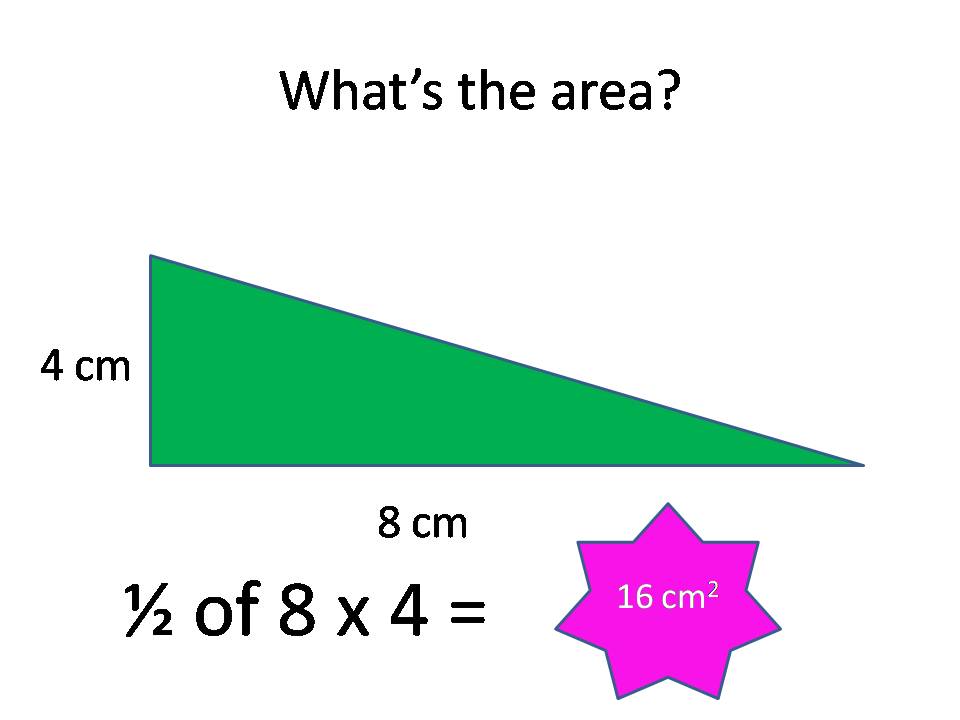 What’s the area?
4 cm
8 cm
½ of 8 x 4 =
16 cm²